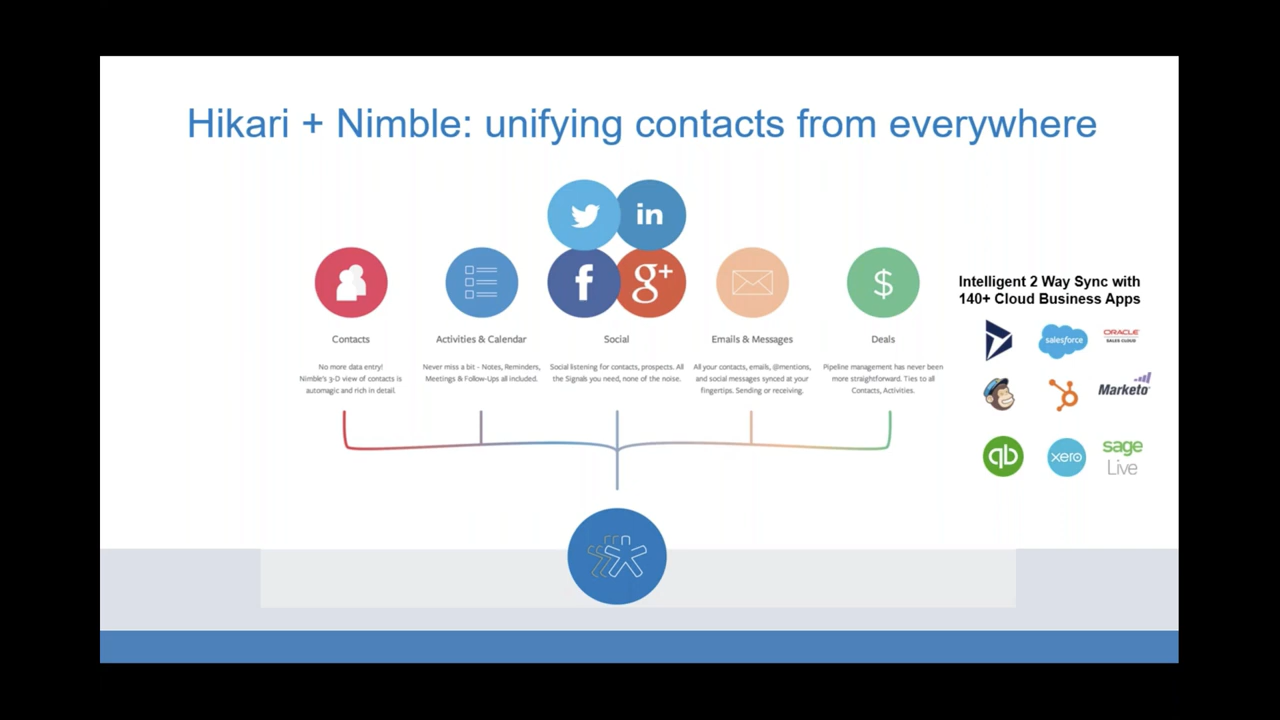 Hikari + Nimble: unifying contacts from everywhere
in
f
g+
$
Contacts
No more data entry!
Nimble's 3-D view of contacts is
automagic and rich in detail.
Activities & Calendar
Never miss a bit - Notes, Reminders,
Meetings & Follow-Ups all included.
Social
Social listening for contacts, prospects. All
the Signals you need, none of the noise.
Emails & Messages
All your contacts, emails, @mentions,
and social messages synced at your
fingertips. Sending or receiving.
Deals
Pipeline management has never been
more straightforward. Ties to all
Contacts, Activities.
Intelligent 2 Way Sync with
140+ Cloud Business Apps
salesforce
ORACLE
SALES CLOUD
Marketo
qb
xero
sage
Live